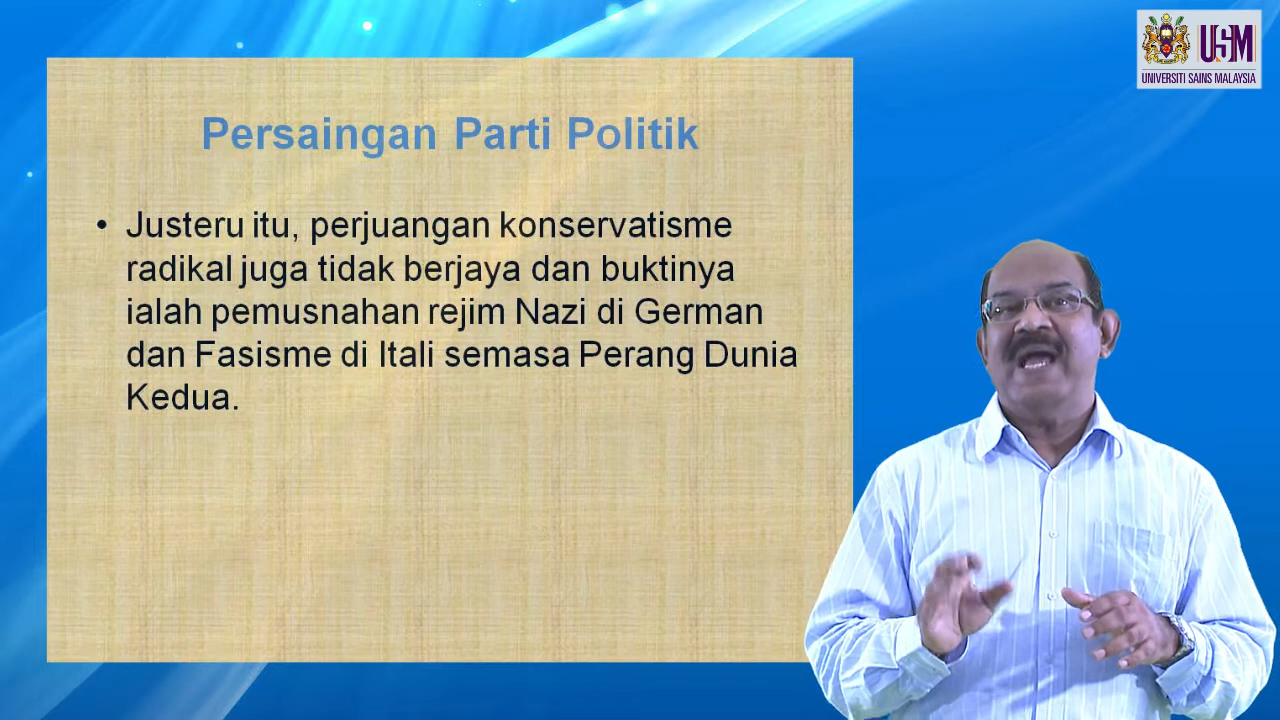 USM
UNIVERSITI SAINS MALAYSIA
Persaingan Parti Politik
• Justeru itu, perjuangan konservatisme
radikal juga tidak berjaya dan buktinya
ialah pemusnahan rejim Nazi di German
dan Fasisme di Itali semasa Perang Dunia
Kedua.